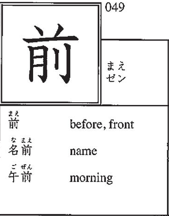 049
前
まえ
ゼン
前 まえ before, front
名前 なまえ name
午前 ごぜん morning